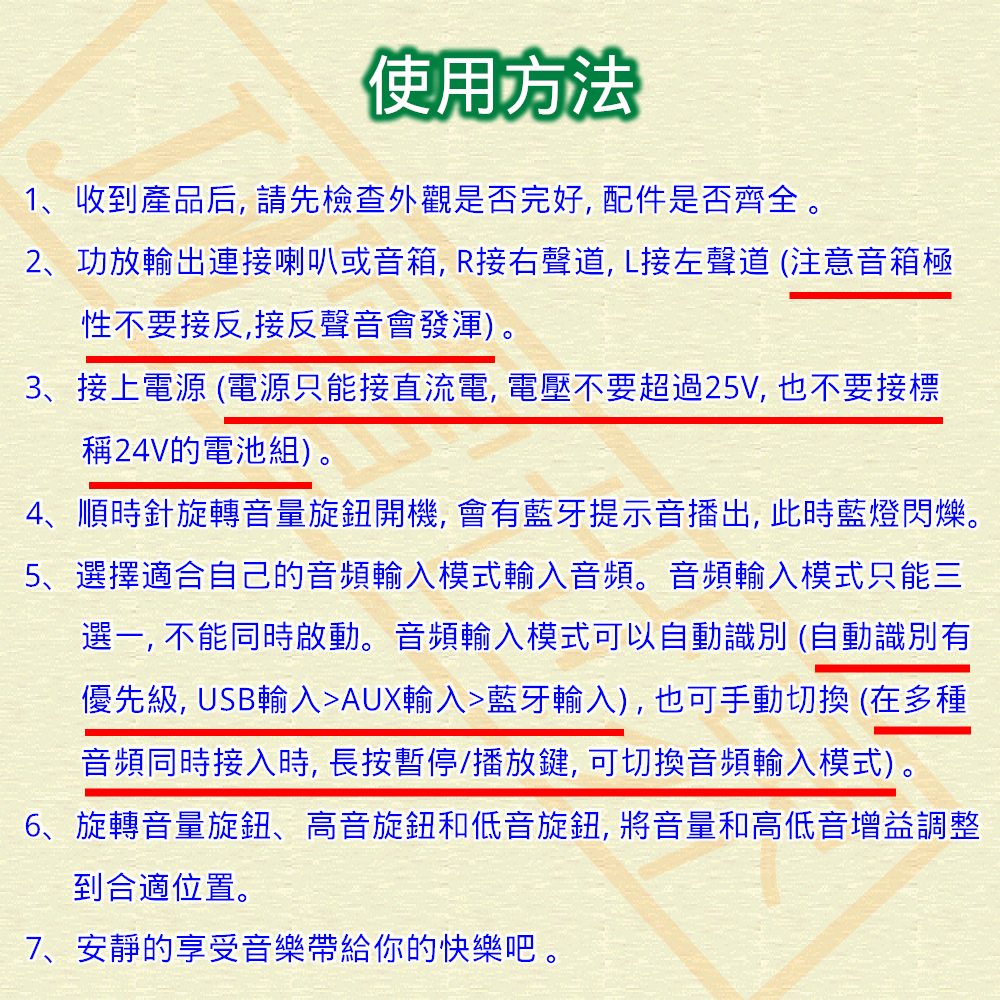 使用方法
1、收到產品后, 請先檢查外觀是否完好, 配件是否齊全 。
2、功放輸出連接喇叭或音箱, R接右聲道, L接左聲道 (注意音箱極
性不要接反,接反聲音會發渾) 。
3、接上電源 (電源只能接直流電, 電壓不要超過25V, 也不要接標
稱24V的電池組) 。
4、順時針旋轉音量旋鈕開機, 會有藍牙提示音播出, 此時藍燈閃爍。
5、選擇適合自己的音頻輸入模式輸入音頻。音頻輸入模式只能三
選一, 不能同時啟動。音頻輸入模式可以自動識別 (自動識別有
優先級, USB輸入>AUX輸入>藍牙輸入) , 也可手動切換 (在多種
音頻同時接入時, 長按暫停/播放鍵, 可切換音頻輸入模式) 。
6、旋轉音量旋鈕、高音旋鈕和低音旋鈕, 將音量和高低音增益調整
到合適位置。
7、安靜的享受音樂帶給你的快樂吧 。